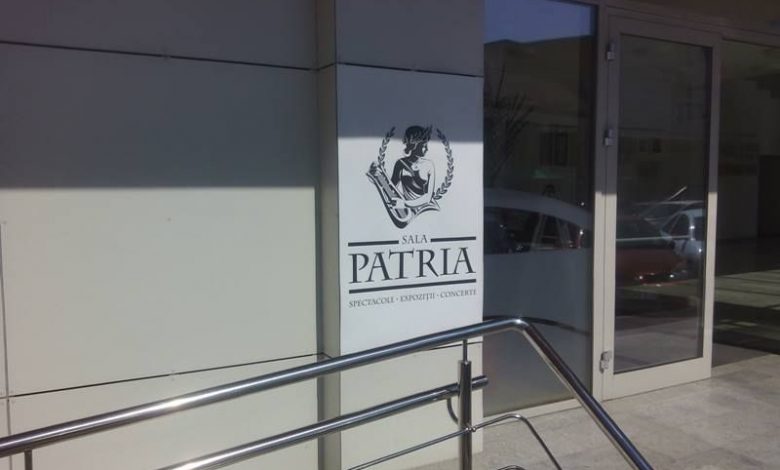 SALA
PATRIA
SPECTACOLE · EXPOZIȚII · CONCERTE